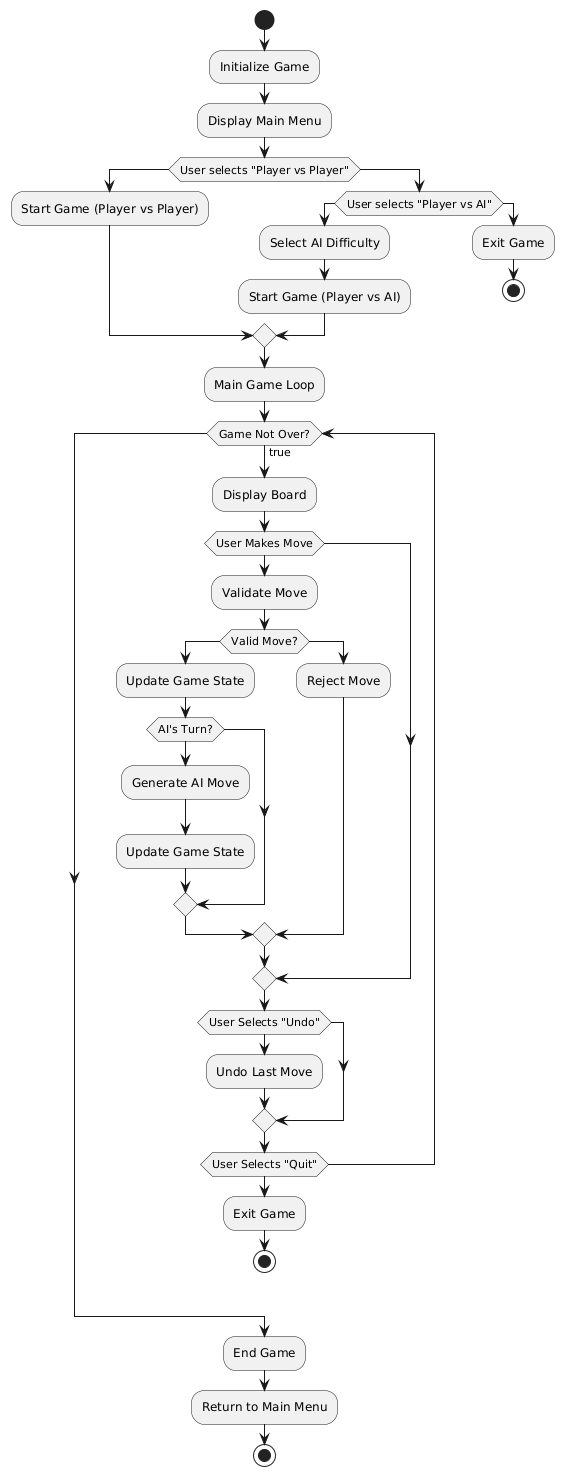 Initialize Game
Display Main Menu
User selects "Player vs Player"
Start Game (Player vs Player)
User selects "Player vs AI"
Select AI Difficulty
Exit Game
Start Game (Player vs AI)
Main Game Loop
Game Not Over?
true
Display Board
User Makes Move
Validate Move
Valid Move?
Update Game State
Reject Move
AI's Turn?
Generate AI Move
Update Game State
User Selects "Undo"
Undo Last Move
User Selects "Quit"
Exit Game
End Game
Return to Main Menu